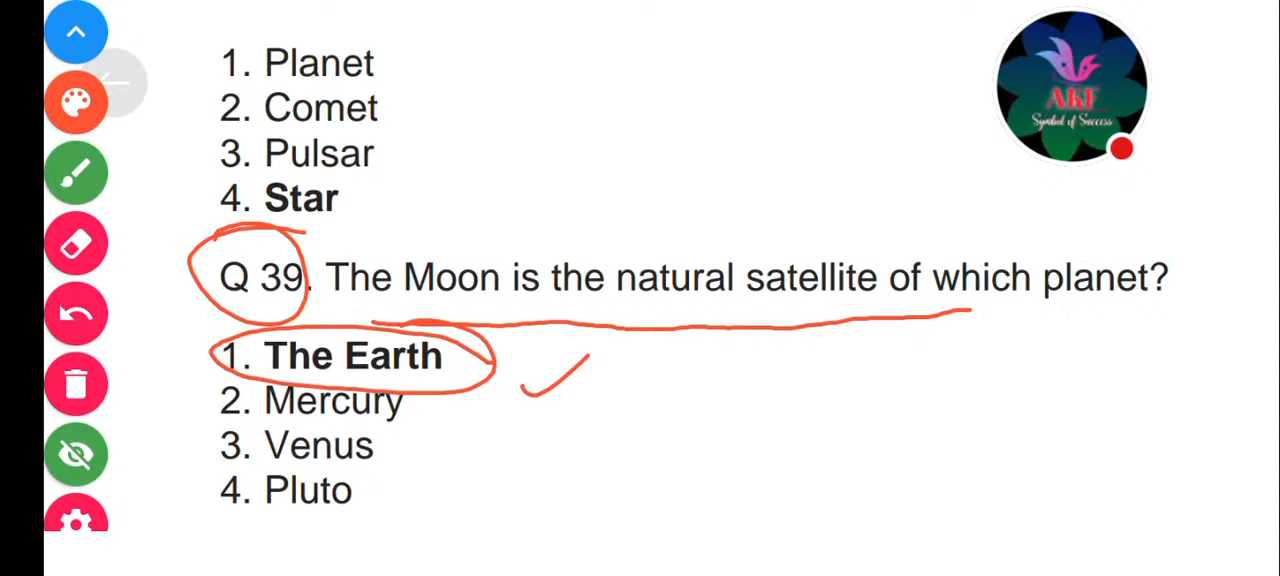 1. Planet
2. Comet
3. Pulsar
4. Star
AKF
Symbol of Success
Q 39. The Moon is the natural satellite of which planet?
1. The Earth
2. Mercury
3. Venus
4. Pluto